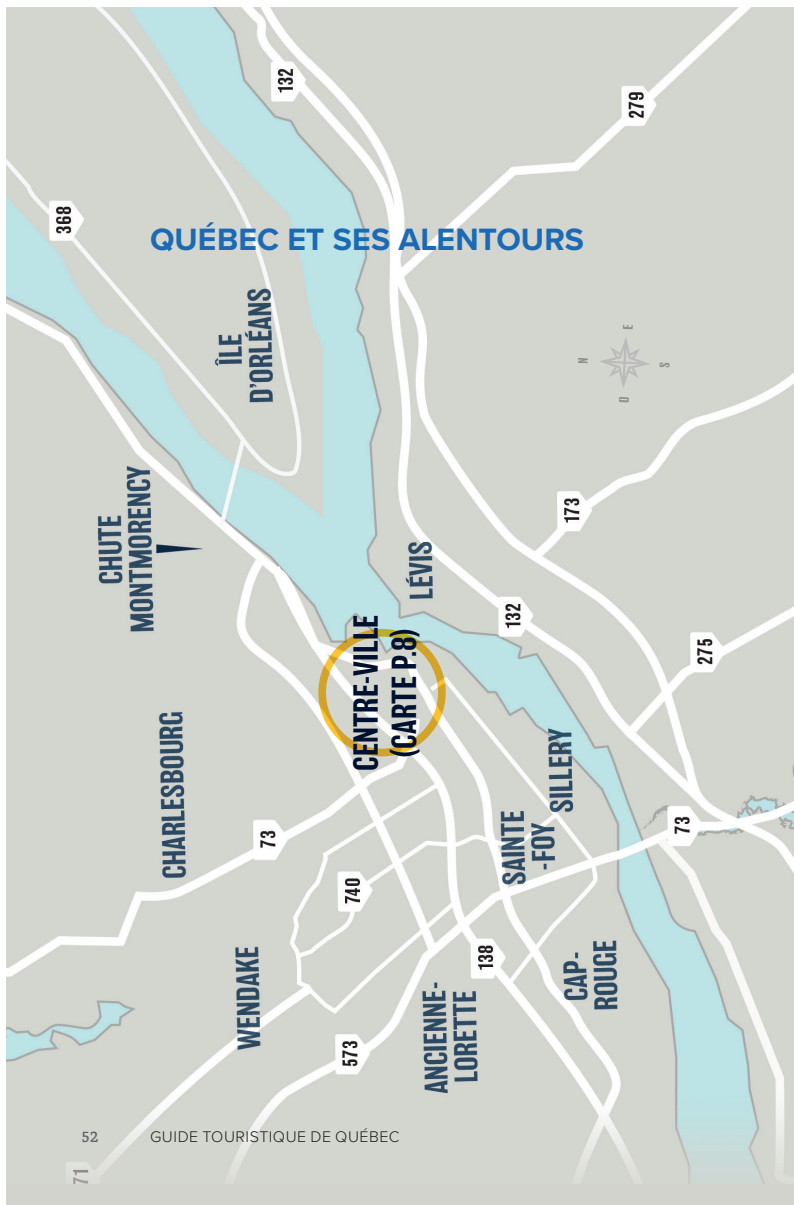 132
279
368
QUÉBEC ET SES ALENTOURS
ÎLE
D'ORLÉANS
N
E
O
S
CHUTE
MONTMORENCY
173
LÉVIS
132
CENTRE-VILLE
(CARTE P.8)
275
CHARLESBOURG
SILLERY
73
73
SAINTE
-FOY
740
138
WENDAKE
CAP-
ROUGE
ANCIENNE-
LORETTE
573
52
GUIDE TOURISTIQUE DE QUÉBEC
71